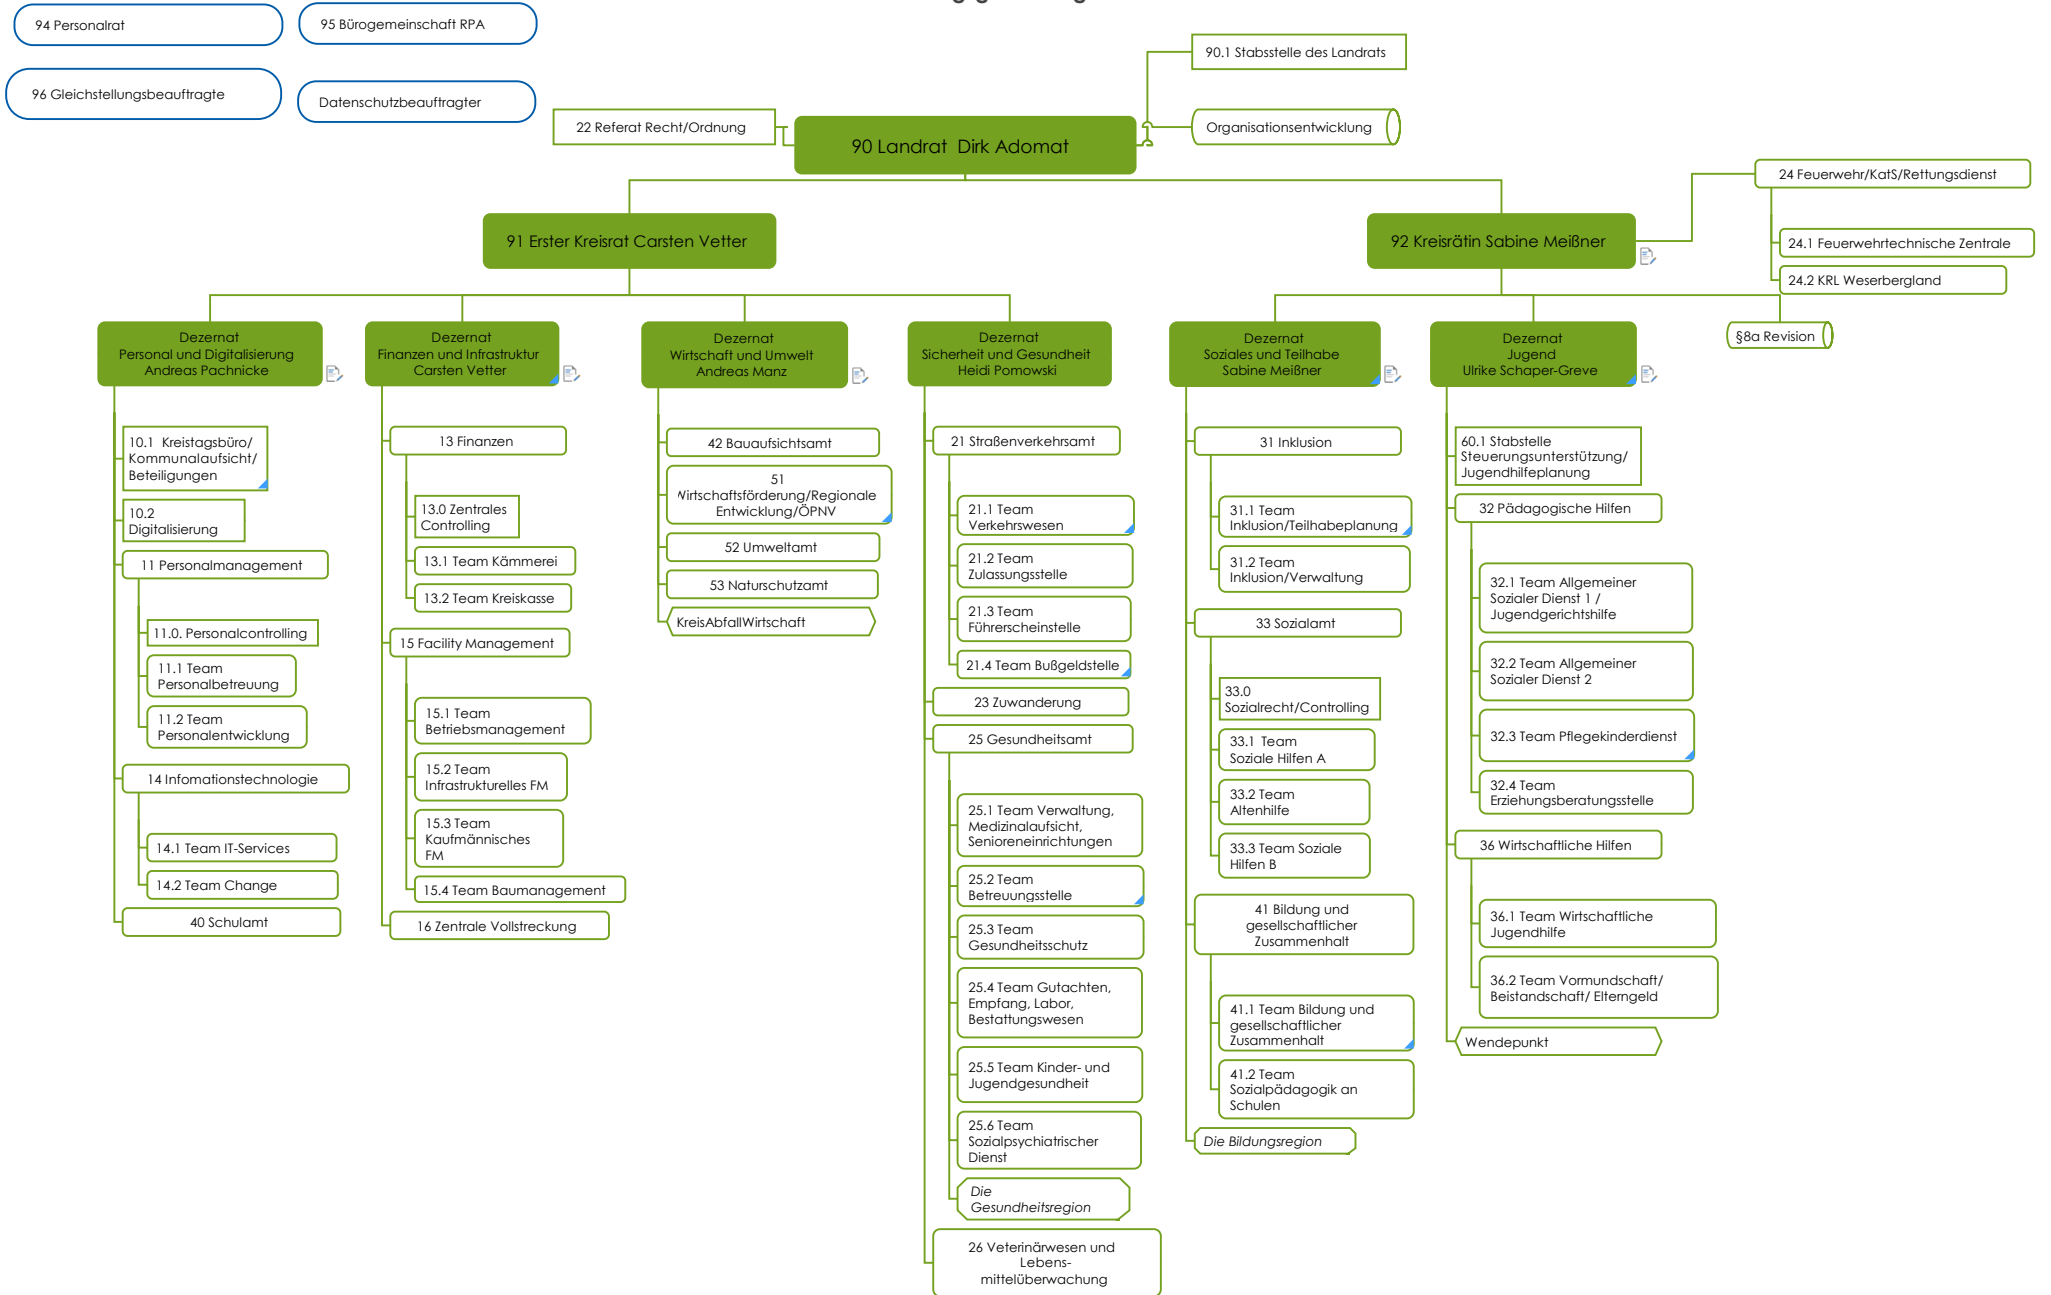 94 Personalrat
95 Bürogemeinschaft RPA
96 Gleichstellungsbeauftragte
Datenschutzbeauftragter
90.1 Stabsstelle des Landrats
22 Referat Recht/Ordnung
Organisationsentwicklung
90 Landrat  Dirk Adomat
24 Feuerwehr/KatS/Rettungsdienst
24.1 Feuerwehrtechnische Zentrale
24.2 KRL Weserbergland
91 Erster Kreisrat Carsten Vetter
92 Kreisrätin Sabine Meißner
§8a Revision
Dezernat
Personal und Digitalisierung
Andreas Pachnicke
10.1  Kreistagsbüro/
Kommunalaufsicht/
Beteiligungen
10.2
Digitalisierung
11 Personalmanagement
11.0. Personalcontrolling
11.1 Team
Personalbetreuung
11.2 Team
Personalentwicklung
14 Infomationstechnologie
14.1 Team IT-Services
14.2 Team Change
40 Schulamt
Dezernat
Finanzen und Infrastruktur
Carsten Vetter
13 Finanzen
13.0 Zentrales
Controlling
13.1 Team Kämmerei
13.2 Team Kreiskasse
15 Facility Management
15.1 Team
Betriebsmanagement
15.2 Team
Infrastrukturelles FM
15.3 Team
Kaufmännisches
FM
15.4 Team Baumanagement
16 Zentrale Vollstreckung
Dezernat
Wirtschaft und Umwelt
Andreas Manz
42 Bauaufsichtsamt
51
Wirtschaftsförderung/Regionale
Entwicklung/ÖPNV
52 Umweltamt
53 Naturschutzamt
KreisAbfallWirtschaft
Dezernat
Sicherheit und Gesundheit
Heidi Pomowski
21 Straßenverkehrsamt
21.1 Team
Verkehrswesen
21.2 Team
Zulassungsstelle
21.3 Team
Führerscheinstelle
21.4 Team Bußgeldstelle
23 Zuwanderung
25 Gesundheitsamt
25.1 Team Verwaltung,
Medizinalaufsicht,
Senioreneinrichtungen
25.2 Team
Betreuungsstelle
25.3 Team
Gesundheitsschutz
25.4 Team Gutachten,
Empfang, Labor,
Bestattungswesen
25.5 Team Kinder- und
Jugendgesundheit
25.6 Team
Sozialpsychiatrischer
Dienst
Die
Gesundheitsregion
26 Veterinärwesen und
Lebens-
mittelüberwachung
Dezernat
Soziales und Teilhabe
Sabine Meißner
31 Inklusion
31.1 Team
Inklusion/Teilhabeplanung
31.2 Team
Inklusion/Verwaltung
33 Sozialamt
33.0
Sozialrecht/Controlling
33.1  Team
Soziale Hilfen A
33.2 Team
Altenhilfe
33.3 Team Soziale
Hilfen B
41 Bildung und
gesellschaftlicher
Zusammenhalt
41.1 Team Bildung und
gesellschaftlicher
Zusammenhalt
41.2 Team
Sozialpädagogik an
Schulen
Die Bildungsregion
Dezernat
Jugend
Ulrike Schaper-Greve
60.1 Stabstelle
Steuerungsunterstützung/
Jugendhilfeplanung
32 Pädagogische Hilfen
32.1 Team Allgemeiner
Sozialer Dienst 1 /
Jugendgerichtshilfe
32.2 Team Allgemeiner
Sozialer Dienst 2
32.3 Team Pflegekinderdienst
32.4 Team
Erziehungsberatungsstelle
36 Wirtschaftliche Hilfen
36.1 Team Wirtschaftliche
Jugendhilfe
36.2 Team Vormundschaft/
Beistandschaft/ Elterngeld
Wendepunkt